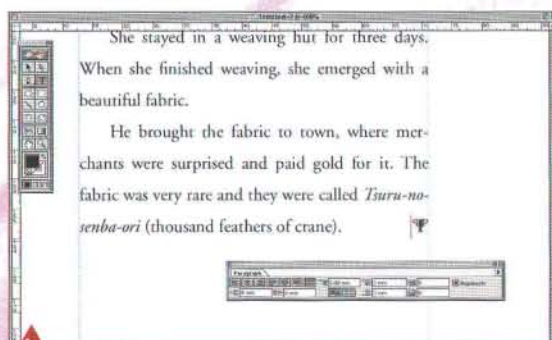 She stayed in a weaving hut for three days.
When she finished weaving, she emerged with a
beautiful fabric.
He brought the fabric to town, where mer-
chants were surprised and paid gold for it. The
fabric was very rare and they were called Tsuru-no-
senba-ori (thousand feathers of crane).
Paragraph